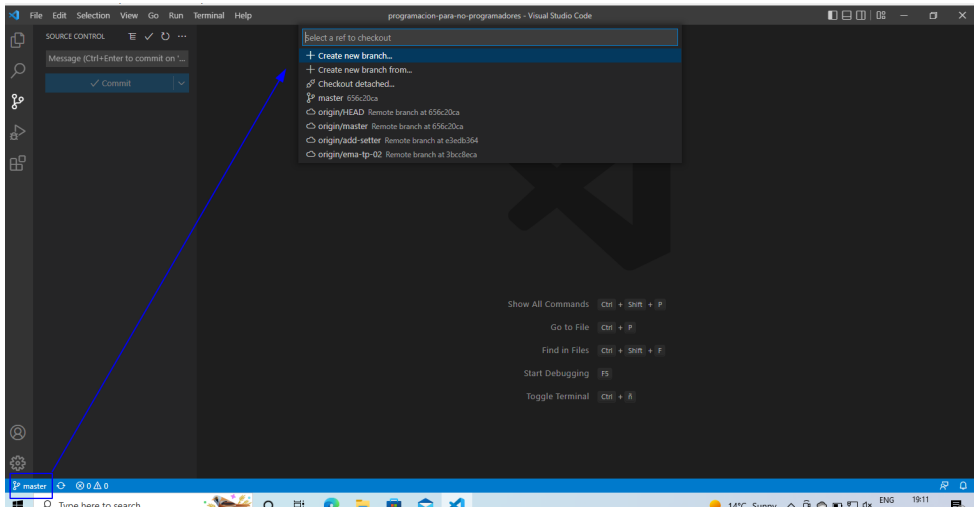 File Edit Selection View Go Run Terminal Help
programacion-para-no-programadores - Visual Studio Code
SOURCE CONTROL
Message (Ctrl+Enter to commit on '...
Commit
Select a ref to checkout
Create new branch...
Create new branch from...
Checkout detached...
master 656c20ca
origin/HEAD Remote branch at 656c20ca
origin/master Remote branch at 656c20ca
origin/add-setter Remote branch at e3edb364
origin/ema-tp-02 Remote branch at 3bcc8eca
Show All Commands Ctrl + Shift + P
Go to File Ctrl + P
Find in Files Ctrl + Shift + F
Start Debugging F5
Toggle Terminal Ctrl + ñ
master 0 0
Type here to search
14°C Sunny ENG 19:11